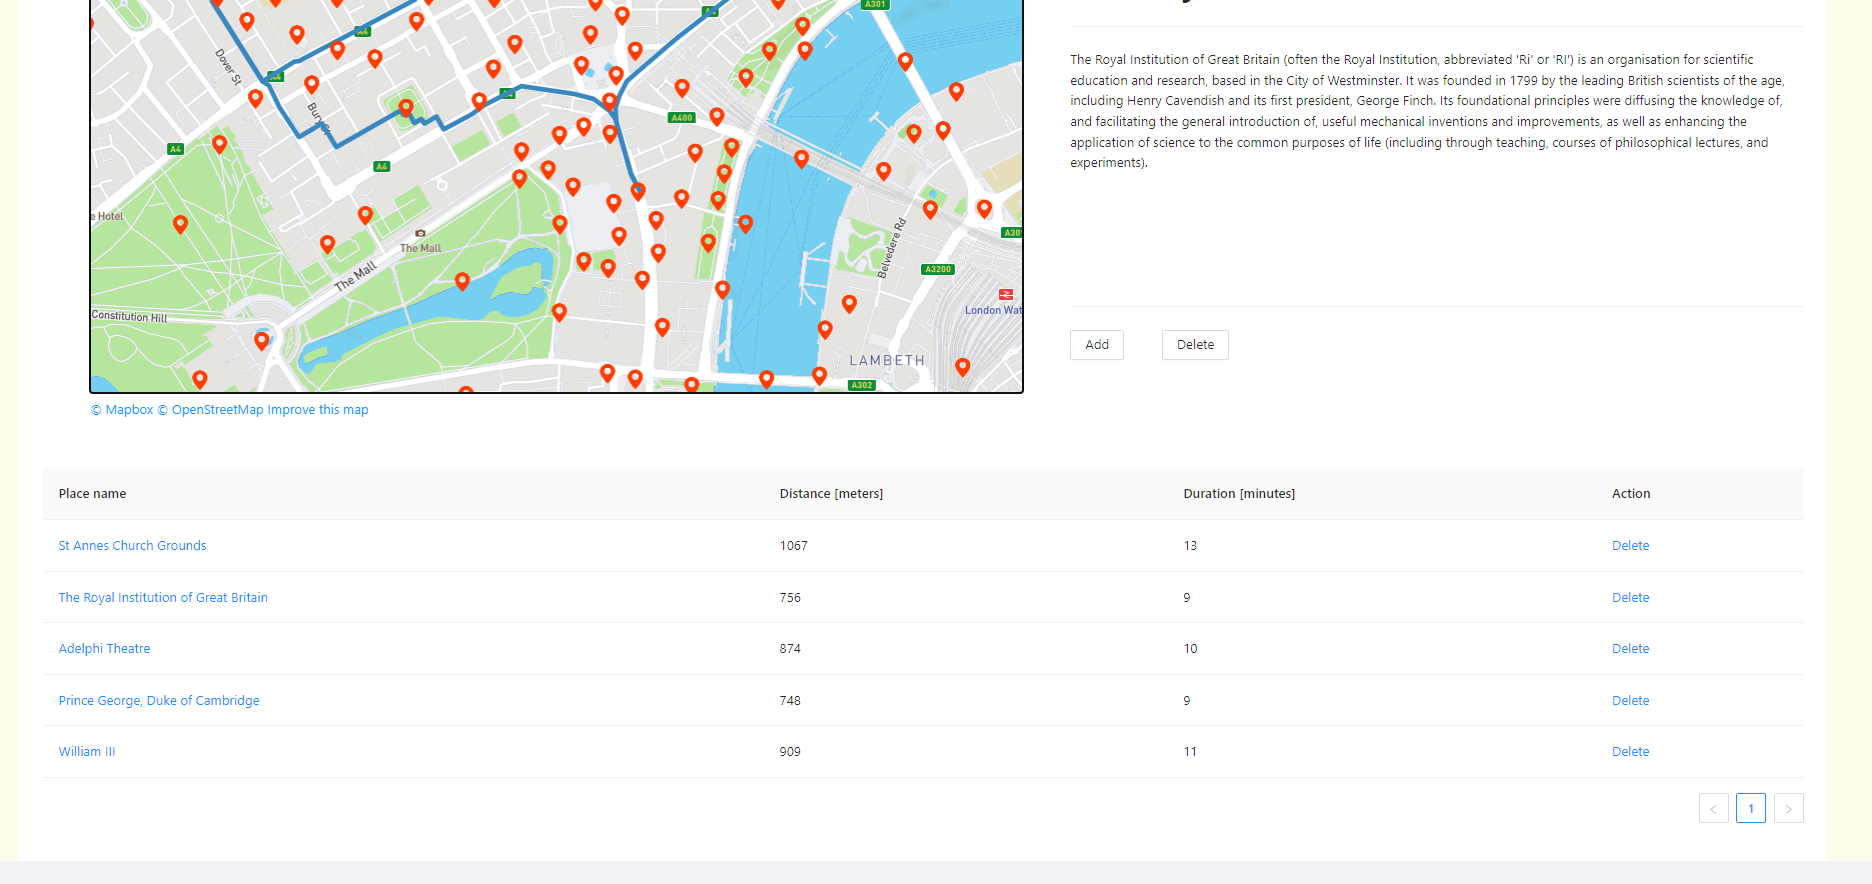 A301
A4
Dover St
A4
Bury St
A400
A4
A4
e Hotel
The Mall
The Mall
Belvedere Rd
A3200
Constitution Hill
London Wat
LAMBETH
A302
© Mapbox © OpenStreetMap Improve this map
The Royal Institution of Great Britain (often the Royal Institution, abbreviated 'Ri' or 'RI') is an organisation for scientific
education and research, based in the City of Westminster. It was founded in 1799 by the leading British scientists of the age,
including Henry Cavendish and its first president, George Finch. Its foundational principles were diffusing the knowledge of,
and facilitating the general introduction of, useful mechanical inventions and improvements, as well as enhancing the
application of science to the common purposes of life (including through teaching, courses of philosophical lectures, and
experiments).
Add Delete
Place name Distance [meters] Duration [minutes] Action
St Annes Church Grounds 1067 13 Delete
The Royal Institution of Great Britain 756 9 Delete
Adelphi Theatre 874 10 Delete
Prince George, Duke of Cambridge 748 9 Delete
William III 909 11 Delete
< 1 >